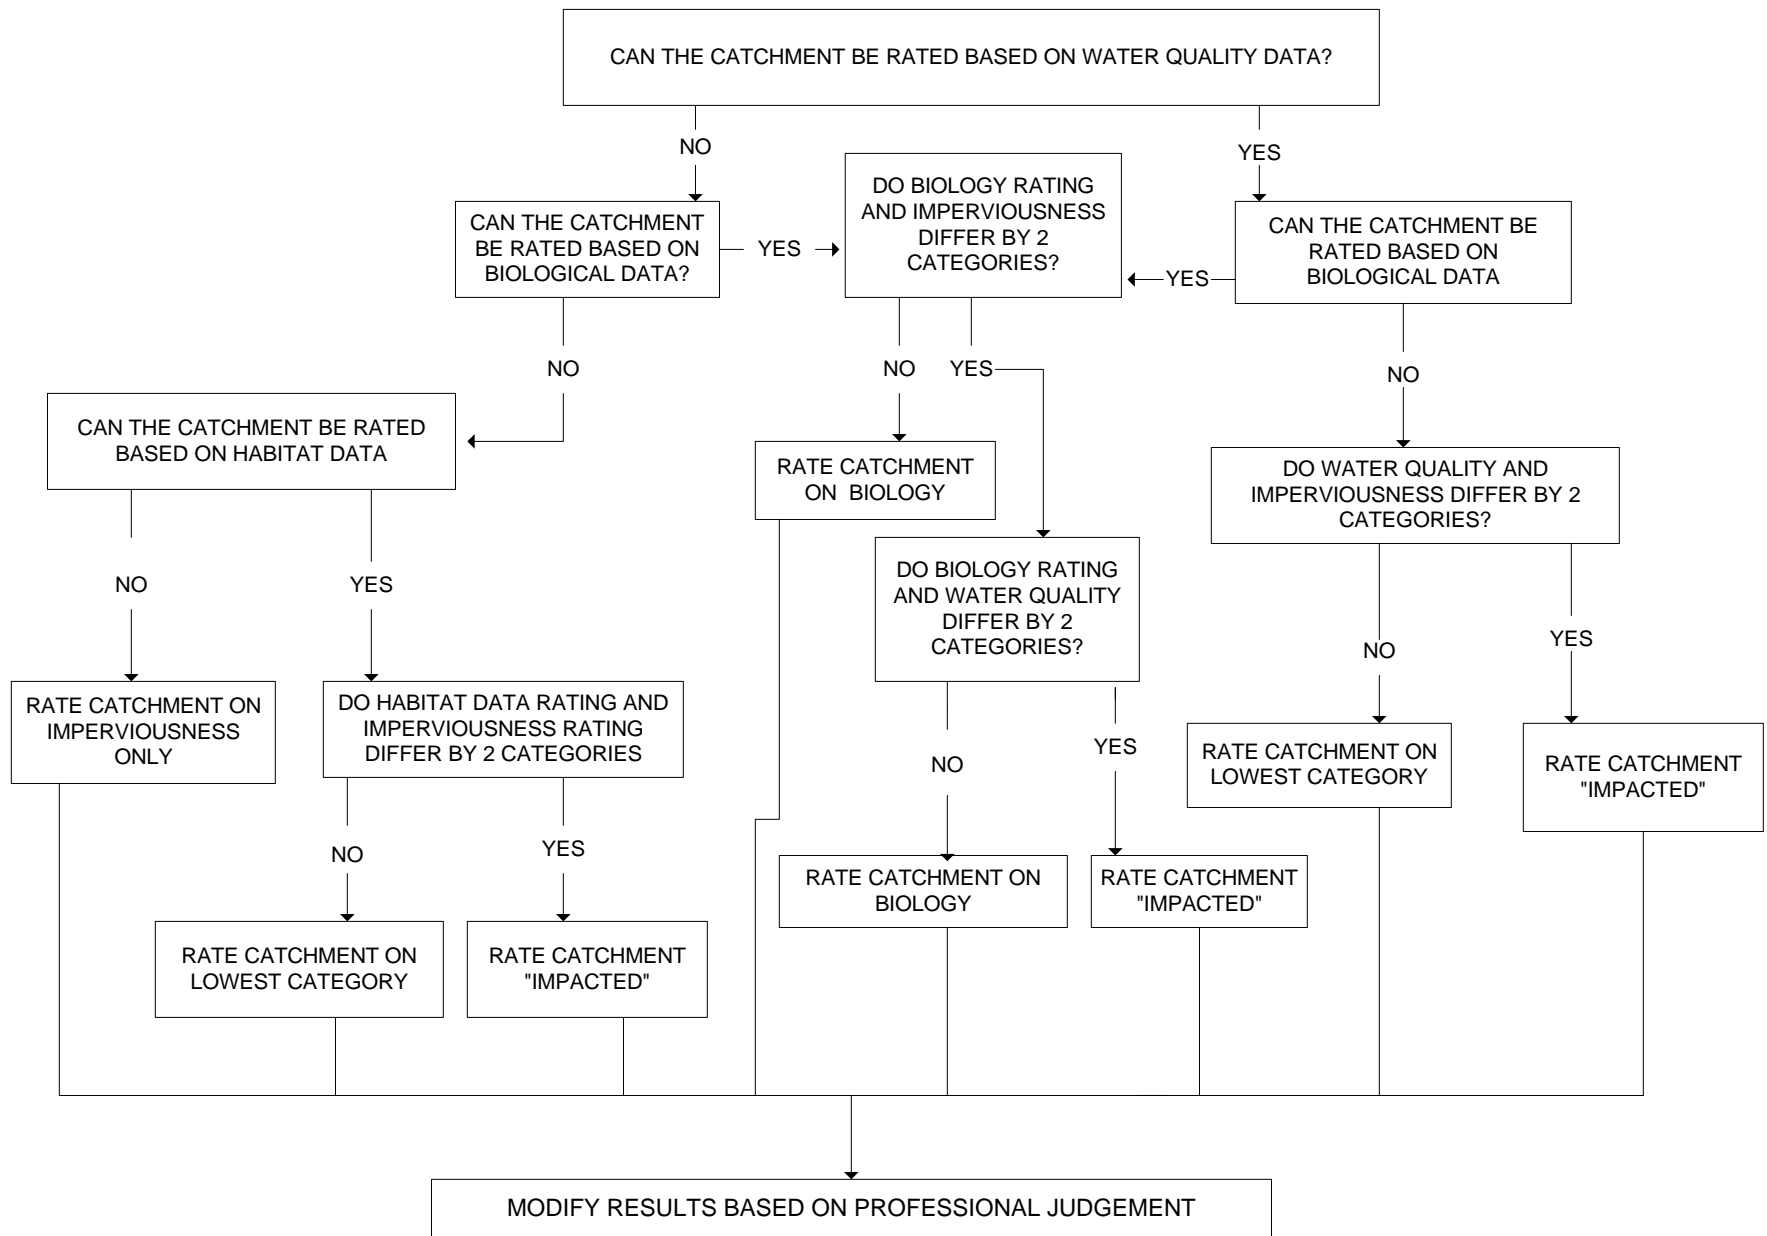 CAN THE CATCHMENT BE RATED BASED ON WATER QUALITY DATA?
NO
YES
DO BIOLOGY RATING
AND IMPERVIOUSNESS
DIFFER BY 2
CATEGORIES?
CAN THE CATCHMENT
BE RATED BASED ON
BIOLOGICAL DATA?
YES
CAN THE CATCHMENT BE
RATED BASED ON
BIOLOGICAL DATA
YES
NO
NO
YES
NO
CAN THE CATCHMENT BE RATED
BASED ON HABITAT DATA
RATE CATCHMENT
ON  BIOLOGY
DO WATER QUALITY AND
IMPERVIOUSNESS DIFFER BY 2
CATEGORIES?
NO
YES
DO BIOLOGY RATING
AND WATER QUALITY
DIFFER BY 2
CATEGORIES?
NO
YES
RATE CATCHMENT ON
IMPERVIOUSNESS
ONLY
DO HABITAT DATA RATING AND
IMPERVIOUSNESS RATING
DIFFER BY 2 CATEGORIES
NO
YES
RATE CATCHMENT ON
LOWEST CATEGORY
RATE CATCHMENT
"IMPACTED"
NO
YES
RATE CATCHMENT ON
BIOLOGY
RATE CATCHMENT
"IMPACTED"
RATE CATCHMENT ON
LOWEST CATEGORY
RATE CATCHMENT
"IMPACTED"
MODIFY RESULTS BASED ON PROFESSIONAL JUDGEMENT